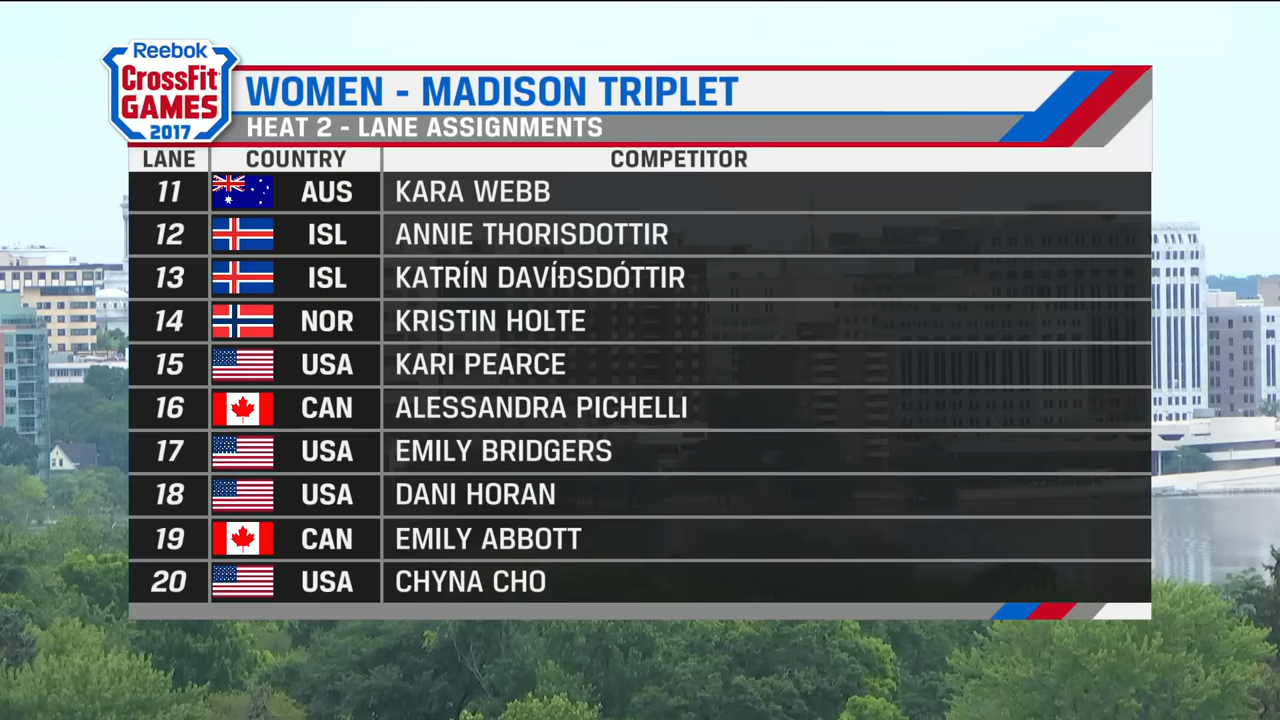 Reebok
CrossFit
GAMES
2017
WOMEN - MADISON TRIPLET
HEAT 2 - LANE ASSIGNMENTS
LANE COUNTRY COMPETITOR
11 AUS KARA WEBB
12 ISL ANNIE THORISDOTTIR
13 ISL KATRÍN DAVÍÐSDÓTTIR
14 NOR KRISTIN HOLTE
15 USA KARI PEARCE
16 CAN ALESSANDRA PICHELLI
17 USA EMILY BRIDGERS
18 USA DANI HORAN
19 CAN EMILY ABBOTT
20 USA CHYNA CHO